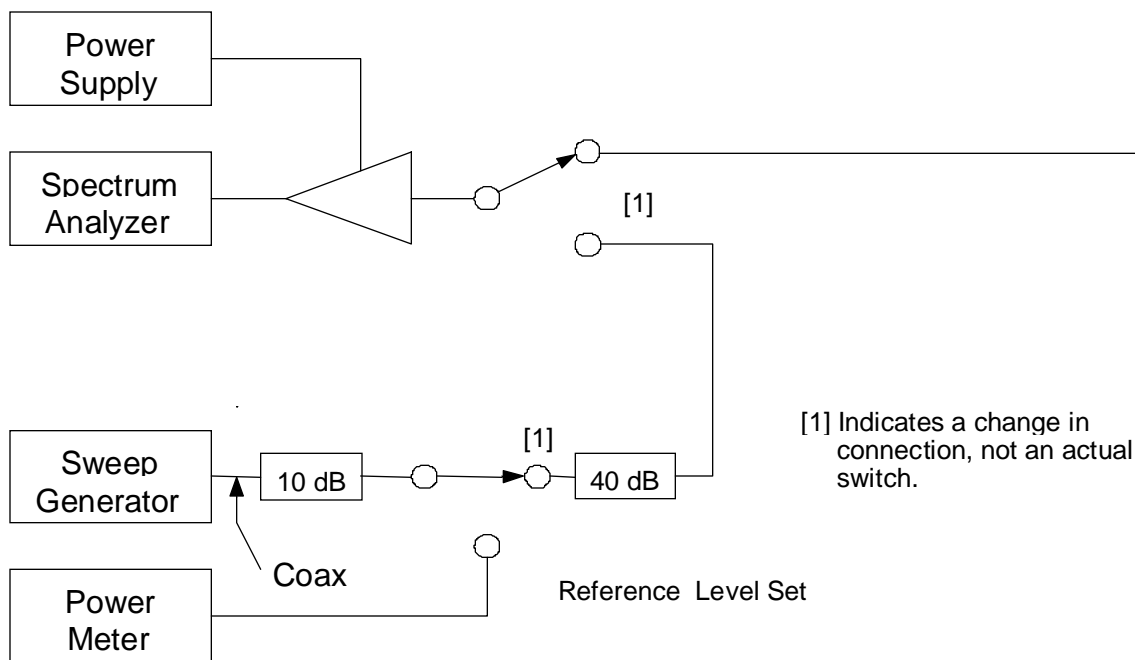 Power
Supply
Spectrum
Analyzer
[1]
[1]
[1] Indicates a change in
connection, not an actual
switch.
Sweep
Generator
10 dB
40 dB
Coax
Reference Level Set
Power
Meter